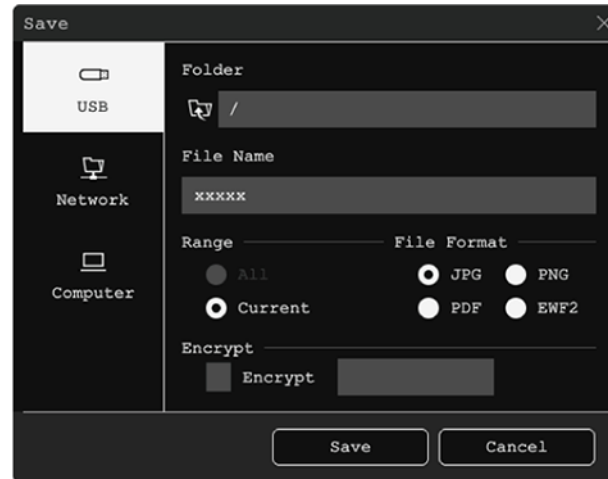 Save
USB
Network
Computer
Folder
/
File Name
xxxxx
Range
All
Current
File Format
JPG PNG
PDF EWF2
Encrypt
Encrypt
Save Cancel